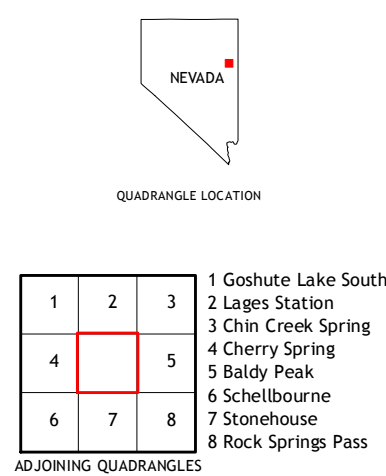 NEVADA
QUADRANGLE LOCATION
1 2 3
4 5
6 7 8
1 Goshute Lake South
2 Lages Station
3 Chin Creek Spring
4 Cherry Spring
5 Baldy Peak
6 Schellbourne
7 Stonehouse
8 Rock Springs Pass
ADJOINING QUADRANGLES